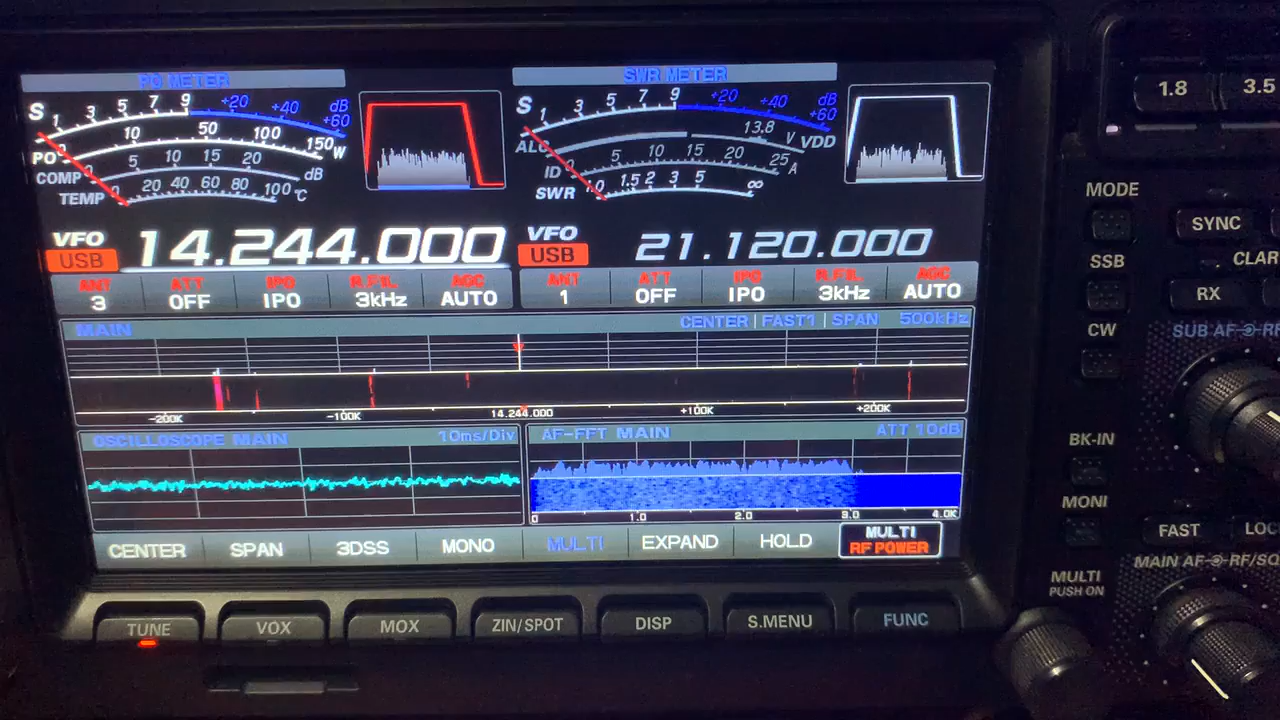 PO METER
S 1 3 5 7 9 +20 +40 +60 dB
PO 10 50 100 150 W
COMP 0 5 10 15 20 dB
TEMP 0 20 40 60 80 100 °C
SWR METER
S 1 3 5 7 9 +20 +40 +60 dB
ALC 13.8 V VDD
ID 0 5 10 15 20 25 A
SWR 1.0 1.5 2 3 5 ∞
VFO
USB
14.244.000
VFO
USB
21.120.000
ANT ATT IPO R.FIL AGC
3 OFF IPO 3kHz AUTO
ANT ATT IPO R.FIL AGC
1 OFF IPO 3kHz AUTO
MAIN CENTER | FAST1 | SPAN 500kHz
-200K -100K 14.244.000 +100K +200K
OSCILLOSCOPE MAIN 10ms/Div
AF-FFT MAIN ATT 10dB
0 1.0 2.0 3.0 4.0K
CENTER SPAN 3DSS MONO MULTI EXPAND HOLD
MULTI
RF POWER
TUNE VOX MOX ZIN/SPOT DISP S.MENU FUNC
1.8 3.5
MODE
SYNC
SSB
CLAR
RX
CW
SUB AF RF
BK-IN
MONI
FAST LOC
MAIN AF RF/SQ
MULTI
PUSH ON